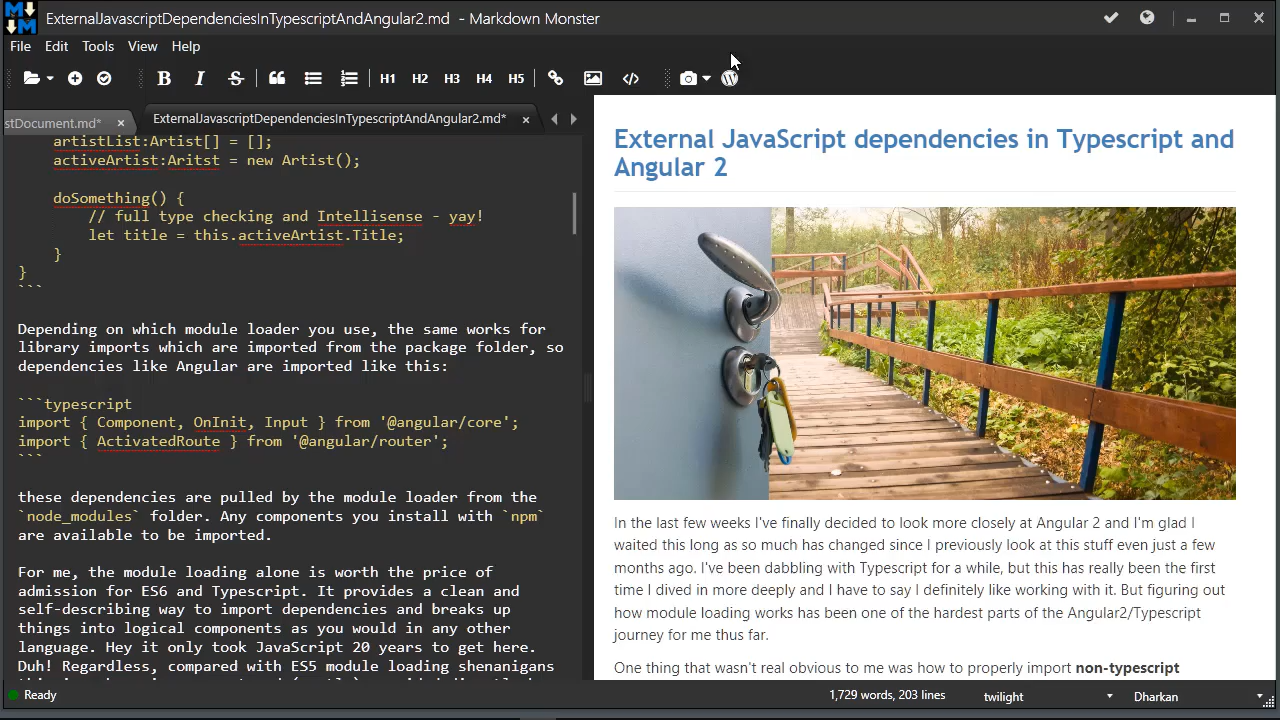 ExternalJavascriptDependenciesInTypescriptAndAngular2.md - Markdown Monster
File Edit Tools View Help
B I S H1 H2 H3 H4 H5
stDocument.md*
ExternalJavascriptDependenciesInTypescriptAndAngular2.md*
artistList:Artist[] = [];
activeArtist:Aritst = new Artist();
doSomething() {
// full type checking and Intellisense - yay!
let title = this.activeArtist.Title;
}
}
```
Depending on which module loader you use, the same works for
library imports which are imported from the package folder, so
dependencies like Angular are imported like this:
```typescript
import { Component, OnInit, Input } from '@angular/core';
import { ActivatedRoute } from '@angular/router';
```
these dependencies are pulled by the module loader from the
`node_modules` folder. Any components you install with `npm`
are available to be imported.
For me, the module loading alone is worth the price of
admission for ES6 and Typescript. It provides a clean and
self-describing way to import dependencies and breaks up
things into logical components as you would in any other
language. Hey it only took JavaScript 20 years to get here.
Duh! Regardless, compared with ES5 module loading shenanigans
External JavaScript dependencies in Typescript and
Angular 2
In the last few weeks I've finally decided to look more closely at Angular 2 and I'm glad I
waited this long as so much has changed since I previously look at this stuff even just a few
months ago. I've been dabbling with Typescript for a while, but this has really been the first
time I dived in more deeply and I have to say I definitely like working with it. But figuring out
how module loading works has been one of the hardest parts of the Angular2/Typescript
journey for me thus far.
One thing that wasn't real obvious to me was how to properly import non-typescript
Ready
1,729 words, 203 lines
twilight
Dharkan